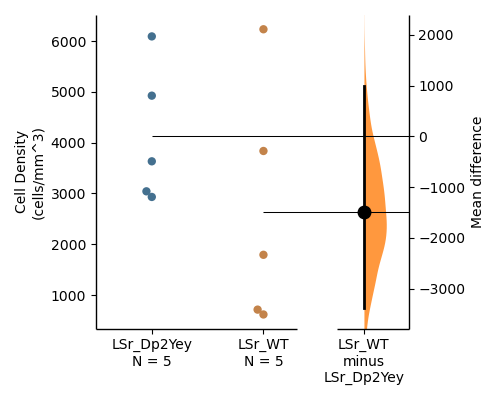 Cell Density
(cells/mm^3)
6000
5000
4000
3000
2000
1000
2000
1000
0
−1000
−2000
−3000
Mean difference
LSr_Dp2Yey
N = 5
LSr_WT
N = 5
LSr_WT
minus
LSr_Dp2Yey